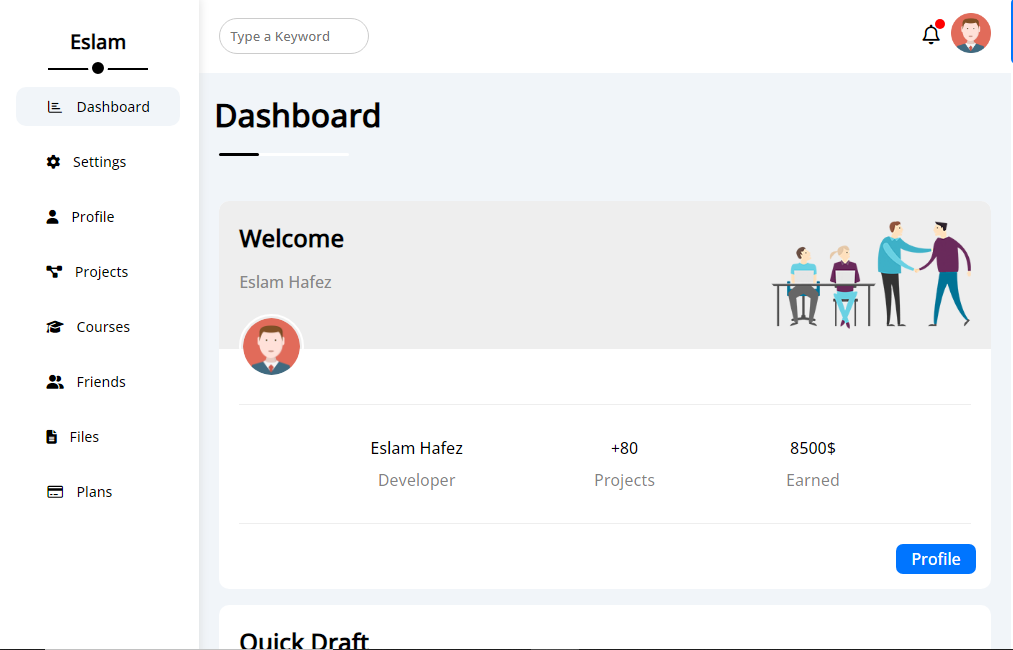 Eslam
Dashboard
Settings
Profile
Projects
Courses
Friends
Files
Plans
Type a Keyword
Dashboard
Welcome
Eslam Hafez
Eslam Hafez
Developer
+80
Projects
8500$
Earned
Profile
Quick Draft